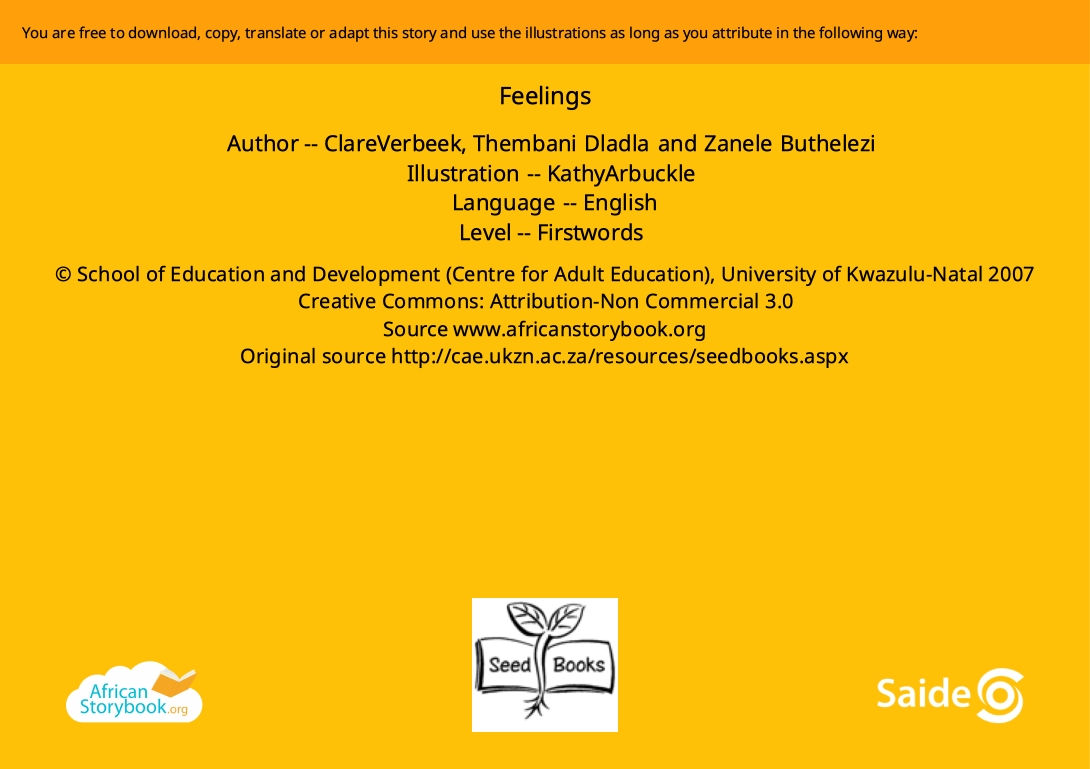 You are free to download, copy, translate or adapt this story and use the illustrations as long as you attribute in the following way:
Feelings
Author -- ClareVerbeek, Thembani Dladla and Zanele Buthelezi
Illustration -- KathyArbuckle
Language -- English
Level -- Firstwords
© School of Education and Development (Centre for Adult Education), University of Kwazulu-Natal 2007
Creative Commons: Attribution-Non Commercial 3.0
Source www.africanstorybook.org
Original source http://cae.ukzn.ac.za/resources/seedbooks.aspx
African
Storybook.org
Seed Books
Saide